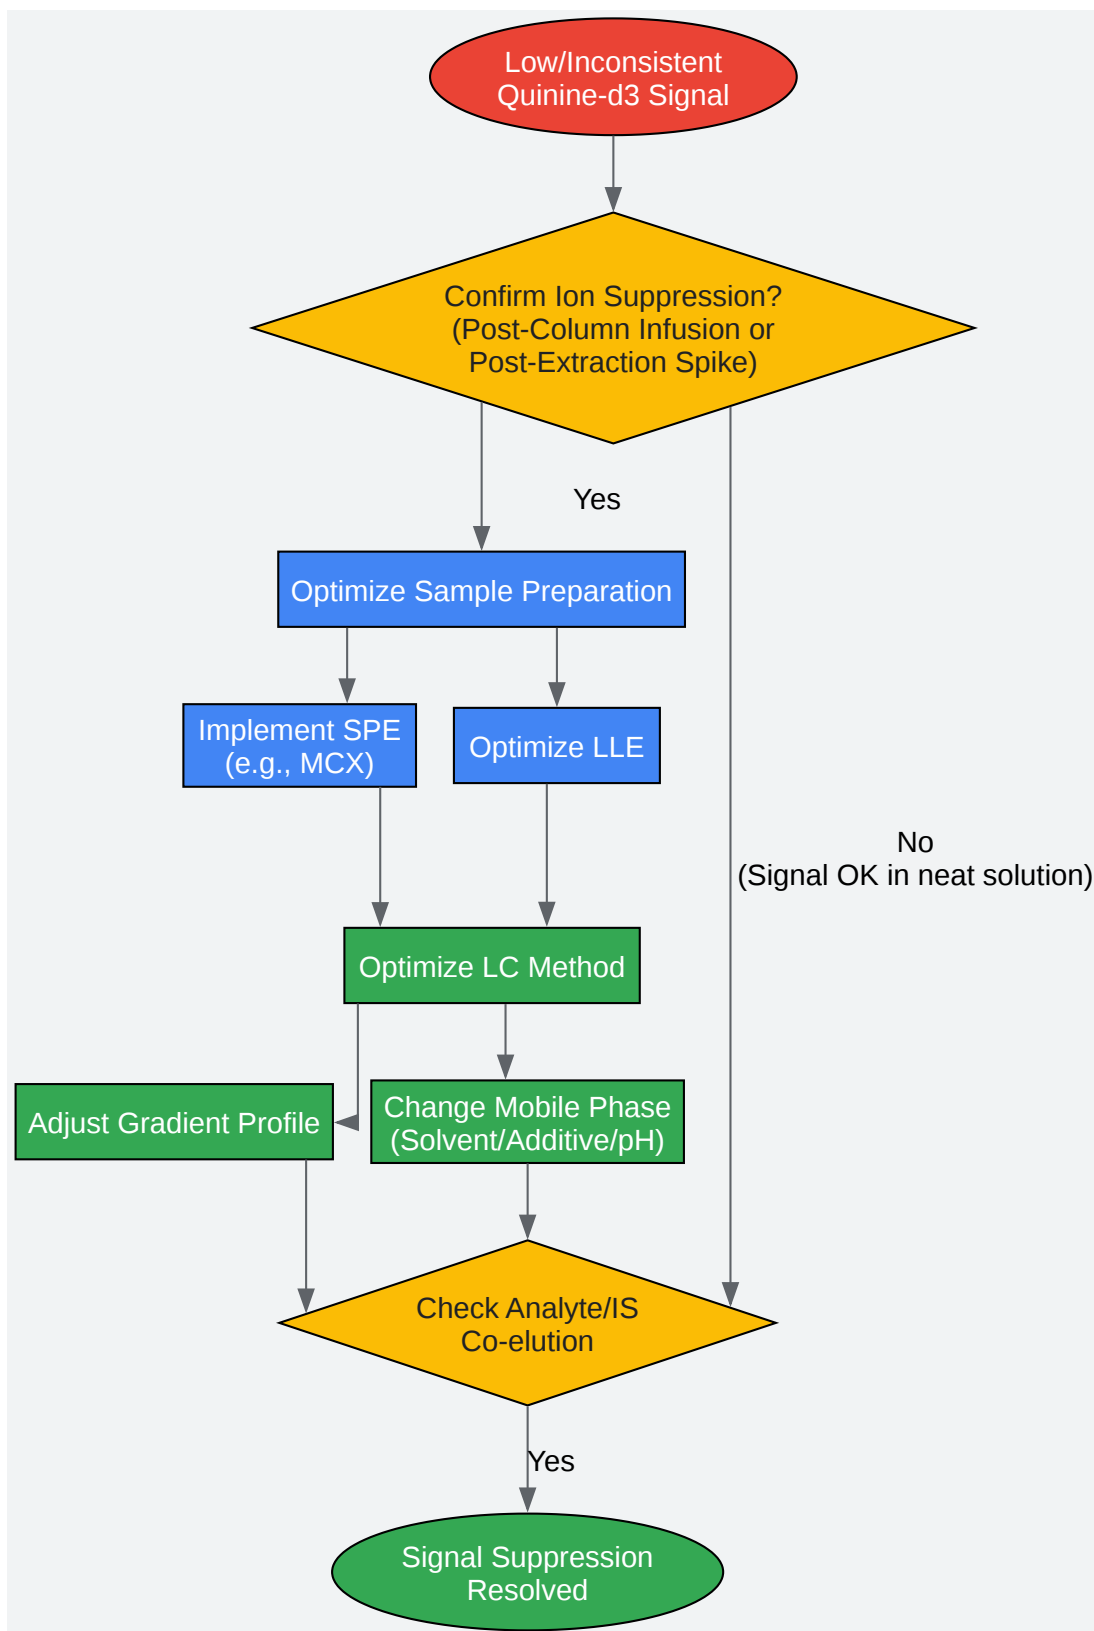 Low/Inconsistent
Quinine-d3 Signal
Confirm Ion Suppression?
(Post-Column Infusion or
Post-Extraction Spike)
Yes
Optimize Sample Preparation
Implement SPE
(e.g., MCX)
Optimize LLE
No
(Signal OK in neat solution)
Optimize LC Method
Adjust Gradient Profile
Change Mobile Phase
(Solvent/Additive/pH)
Check Analyte/IS
Co-elution
Yes
Signal Suppression
Resolved